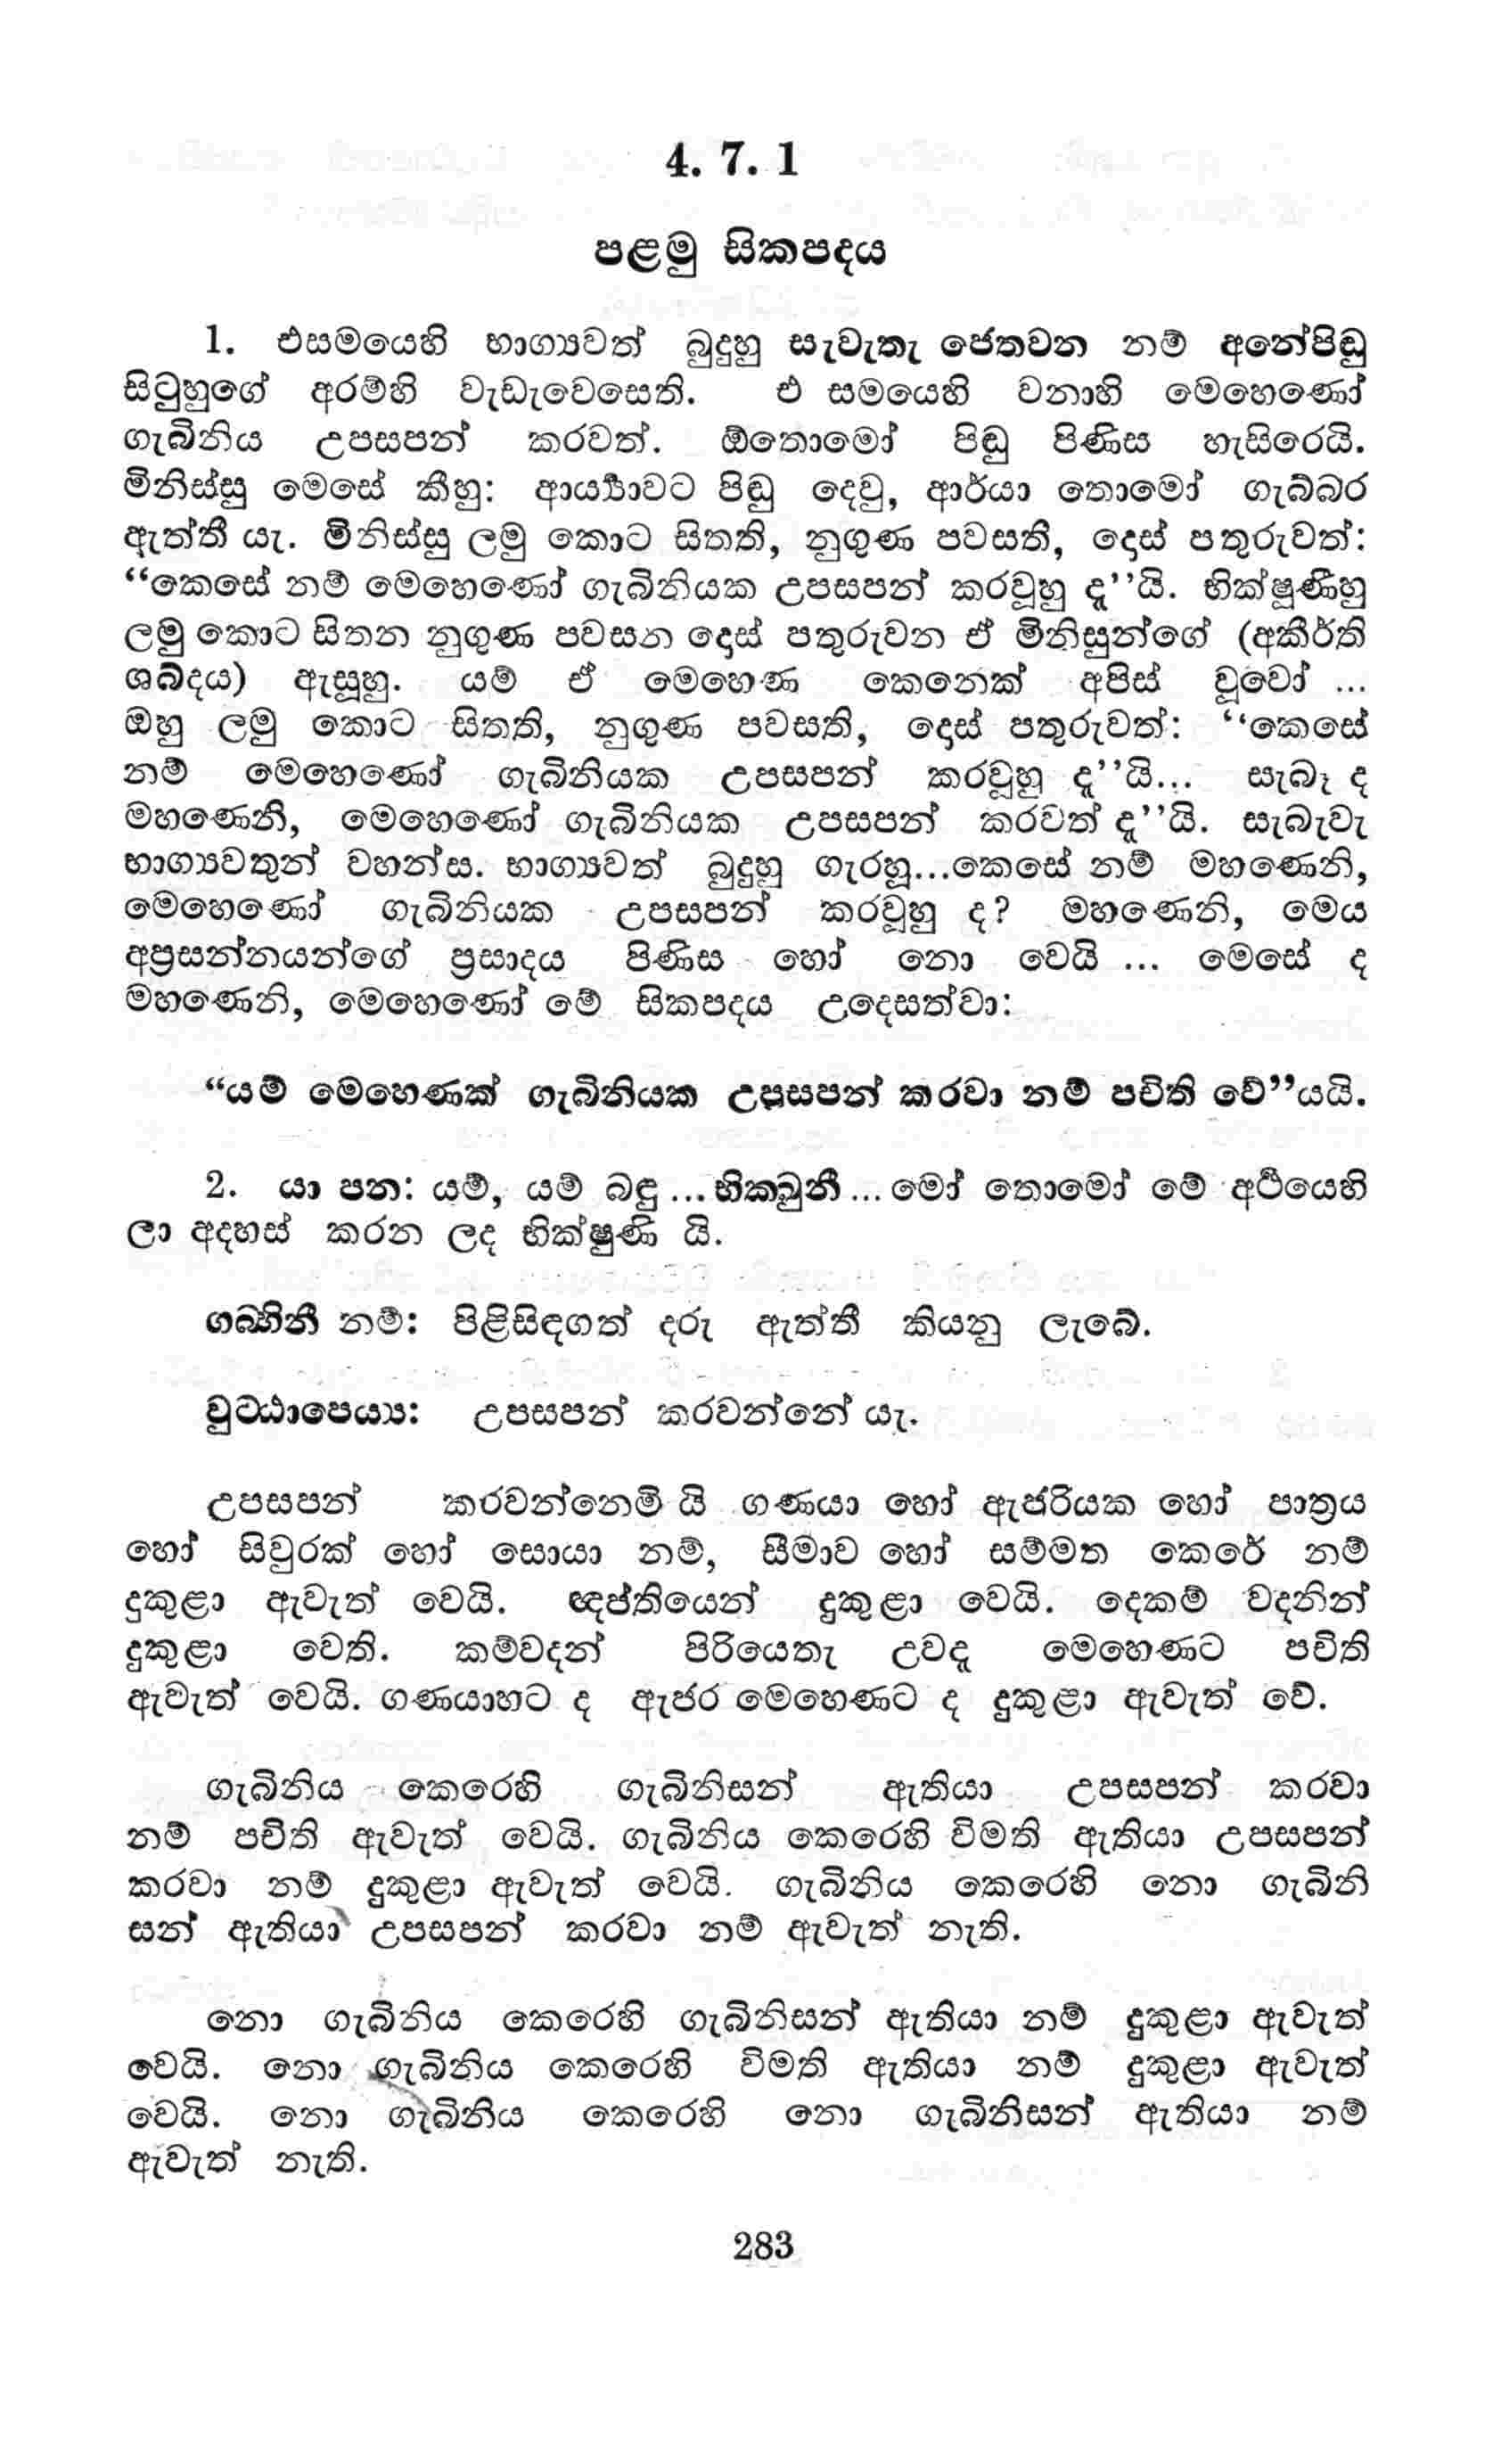 4. 7. 1
පළමු සිකපදය
1. එසමයෙහි භාග්‍යවත් බුදුහු සැවැතැ ජෙතවන නම් අනේපිඬු
සිටුහුගේ අරම්හි වැඩැවෙසෙති. එ සමයෙහි වනාහි මෙහෙණෝ
ගැබිනිය උපසපන් කරවත්. ඕතොමෝ පිඬු පිණිස හැසිරෙයි.
මිනිස්සු මෙසේ කීහු: ආර්‍ය්‍යාවට පිඬු දෙවු, ආර්යා තොමෝ ගැබ්බර
ඇත්තී යැ. මිනිස්සු ලමු කොට සිතති, නුගුණ පවසති, දොස් පතුරුවත්:
“කෙසේ නම් මෙහෙණෝ ගැබිනියක උපසපන් කරවූහු දැ’’යි. භික්ෂුණීහු
ලමු කොට සිතන නුගුණ පවසන දොස් පතුරුවන ඒ මිනිසුන්ගේ (අකීර්ති
ශබ්දය) ඇසූහු. යම් ඒ මෙහෙණ කෙනෙක් අපිස් වූවෝ ...
ඔහු ලමු කොට සිතති, නුගුණ පවසති, දොස් පතුරුවත්: ‘‘කෙසේ
නම් මෙහෙණෝ ගැබිනියක උපසපන් කරවූහු දැ’’යි... සැබෑ ද
මහණෙනි, මෙහෙණෝ ගැබිනියක උපසපන් කරවත් දැ’’යි. සැබැවැ
භාග්‍යවතුන් වහන්ස. භාග්‍යවත් බුදුහු ගැරහූ...කෙසේ නම් මහණෙනි,
මෙහෙණෝ ගැබිනියක උපසපන් කරවූහු ද? මහණෙනි, මෙය
අප්‍රසන්නයන්ගේ ප්‍රසාදය පිණිස හෝ නො වෙයි ... මෙසේ ද
මහණෙනි, මෙහෙණෝ මේ සිකපදය උදෙසත්වා:
“යම් මෙහෙණක් ගැබිනියක උපසපන් කරවා නම් පචිති වේ”යයි.
2. යා පන: යම්, යම් බඳු ... භික්ඛුනී ... මෝ තොමෝ මේ අර්‍ථයෙහි
ලා අදහස් කරන ලද භික්ෂුණී යි.
ගබ්භිනී නම්: පිළිසිඳගත් දරු ඇත්තී කියනු ලැබේ.
වුට්ඨාපෙය්‍ය: උපසපන් කරවන්නේ යැ.
උපසපන් කරවන්නෙමි යි ගණයා හෝ ඇජරියක හෝ පාත්‍රය
හෝ සිවුරක් හෝ සොයා නම්, සීමාව හෝ සම්මත කෙරේ නම්
දුකුළා ඇවැත් වෙයි. ඥප්තියෙන් දුකුළා වෙයි. දෙකම් වදනින්
දුකුළා වෙති. කම්වදන් පිරියෙතැ උවදෑ මෙහෙණට පචිති
ඇවැත් වෙයි. ගණයාහට ද ඇජර මෙහෙණට ද දුකුළා ඇවැත් වේ.
ගැබිනිය කෙරෙහි ගැබිනිසන් ඇතියා උපසපන් කරවා
නම් පචිති ඇවැත් වෙයි. ගැබිනිය කෙරෙහි විමති ඇතියා උපසපන්
කරවා නම් දුකුළා ඇවැත් වෙයි. ගැබිනිය කෙරෙහි නො ගැබිනි
සන් ඇතියා උපසපන් කරවා නම් ඇවැත් නැති.
නො ගැබිනිය කෙරෙහි ගැබිනිසන් ඇතියා නම් දුකුළා ඇවැත්
වෙයි. නො ගැබිනිය කෙරෙහි විමති ඇතියා නම් දුකුළා ඇවැත්
වෙයි. නො ගැබිනිය කෙරෙහි නො ගැබිනිසන් ඇතියා නම්
ඇවැත් නැති.
283